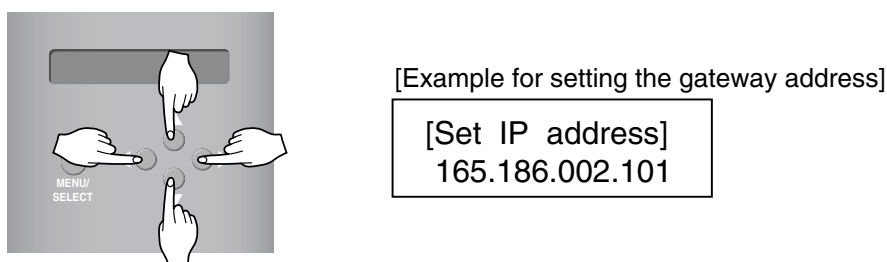 MENU/
SELECT
[Example for setting the gateway address]
[Set IP address]
165.186.002.101